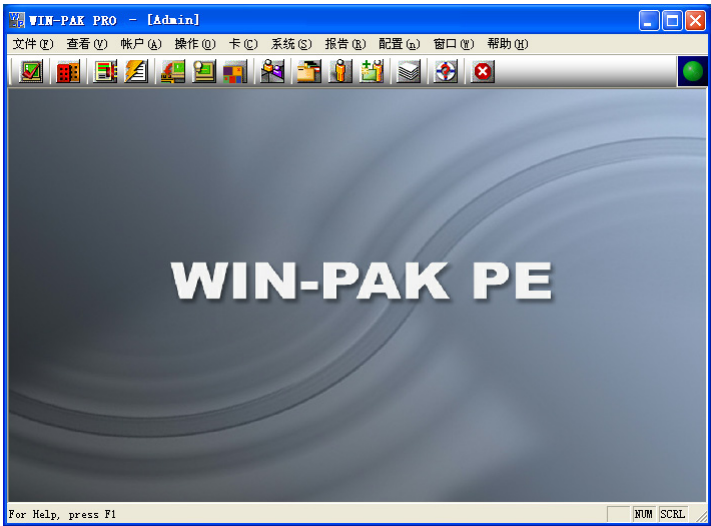 WIN-PAK PRO - [Admin]
文件(F) 查看(V) 帐户(A) 操作(O) 卡(C) 系统(S) 报告(R) 配置(n) 窗口(W) 帮助(H)
WIN-PAK PE
For Help, press F1 NUM SCRL